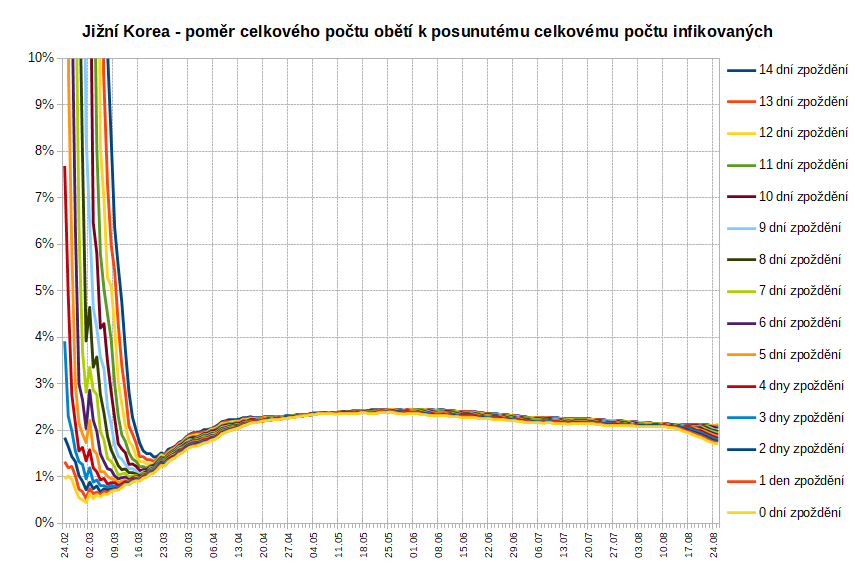 Jižní Korea - poměr celkového počtu obětí k posunutému celkovému počtu infikovaných
10%
9%
8%
7%
6%
5%
4%
3%
2%
1%
0%
24.02
02.03
09.03
16.03
23.03
30.03
06.04
13.04
20.04
27.04
04.05
11.05
18.05
25.05
01.06
08.06
15.06
22.06
29.06
06.07
13.07
20.07
27.07
03.08
10.08
17.08
24.08
14 dní zpoždění
13 dní zpoždění
12 dní zpoždění
11 dní zpoždění
10 dní zpoždění
9 dní zpoždění
8 dní zpoždění
7 dní zpoždění
6 dní zpoždění
5 dní zpoždění
4 dny zpoždění
3 dny zpoždění
2 dny zpoždění
1 den zpoždění
0 dní zpoždění